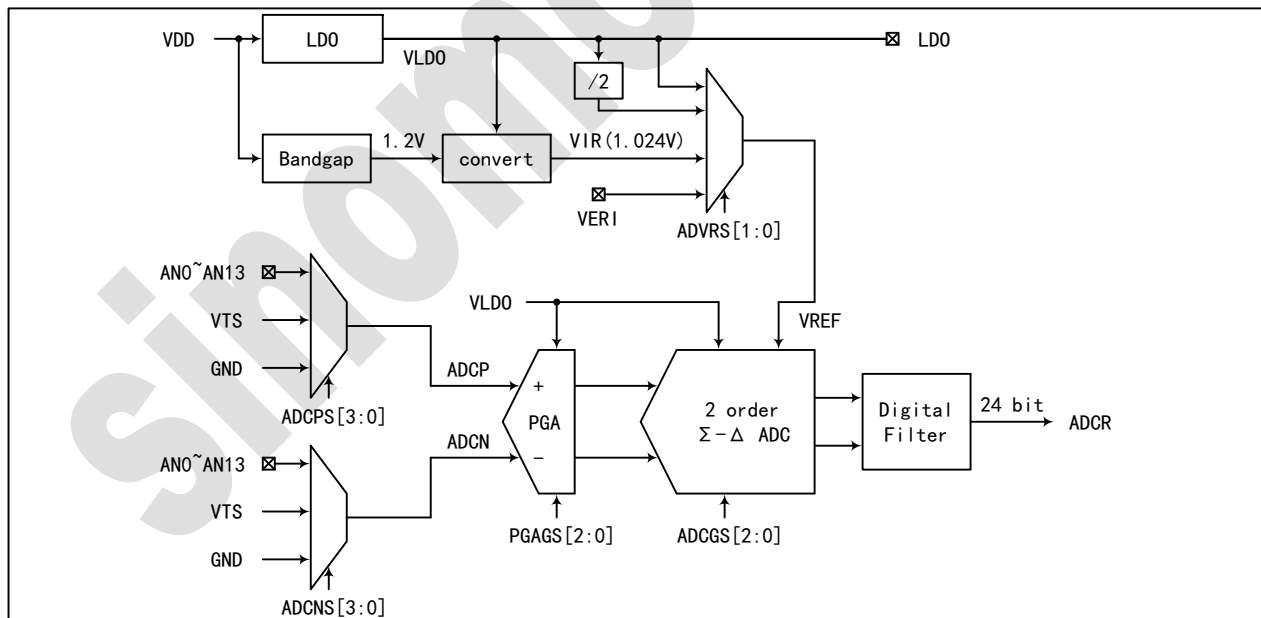 VDD
LDO
VLDO
LDO
/2
Bandgap
1.2V
convert
VIR(1.024V)
VERI
ADVRS[1:0]
AN0~AN13
VTS
GND
ADCPS[3:0]
VLDO
VREF
ADCP
ADCN
+
PGA
−
PGAGS[2:0]
2 order
Σ-Δ ADC
ADCGS[2:0]
Digital
Filter
24 bit
ADCR
AN0~AN13
VTS
GND
ADCNS[3:0]